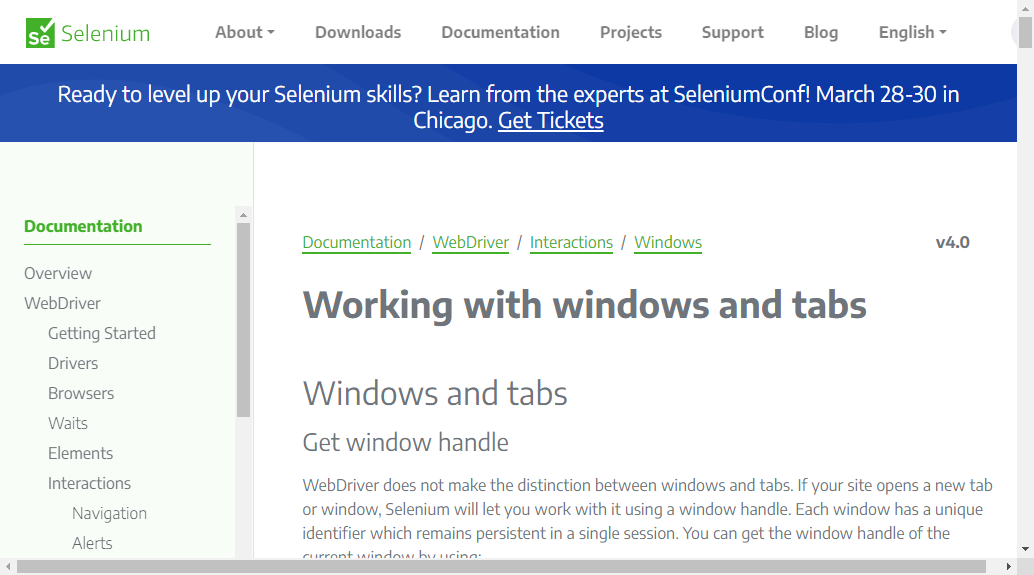 Se Selenium
About Downloads Documentation Projects Support Blog English
Ready to level up your Selenium skills? Learn from the experts at SeleniumConf! March 28-30 in
Chicago. Get Tickets
Documentation
Overview
WebDriver
Getting Started
Drivers
Browsers
Waits
Elements
Interactions
Navigation
Alerts
Documentation / WebDriver / Interactions / Windows
v4.0
Working with windows and tabs
Windows and tabs
Get window handle
WebDriver does not make the distinction between windows and tabs. If your site opens a new tab
or window, Selenium will let you work with it using a window handle. Each window has a unique
identifier which remains persistent in a single session. You can get the window handle of the
current window by using: